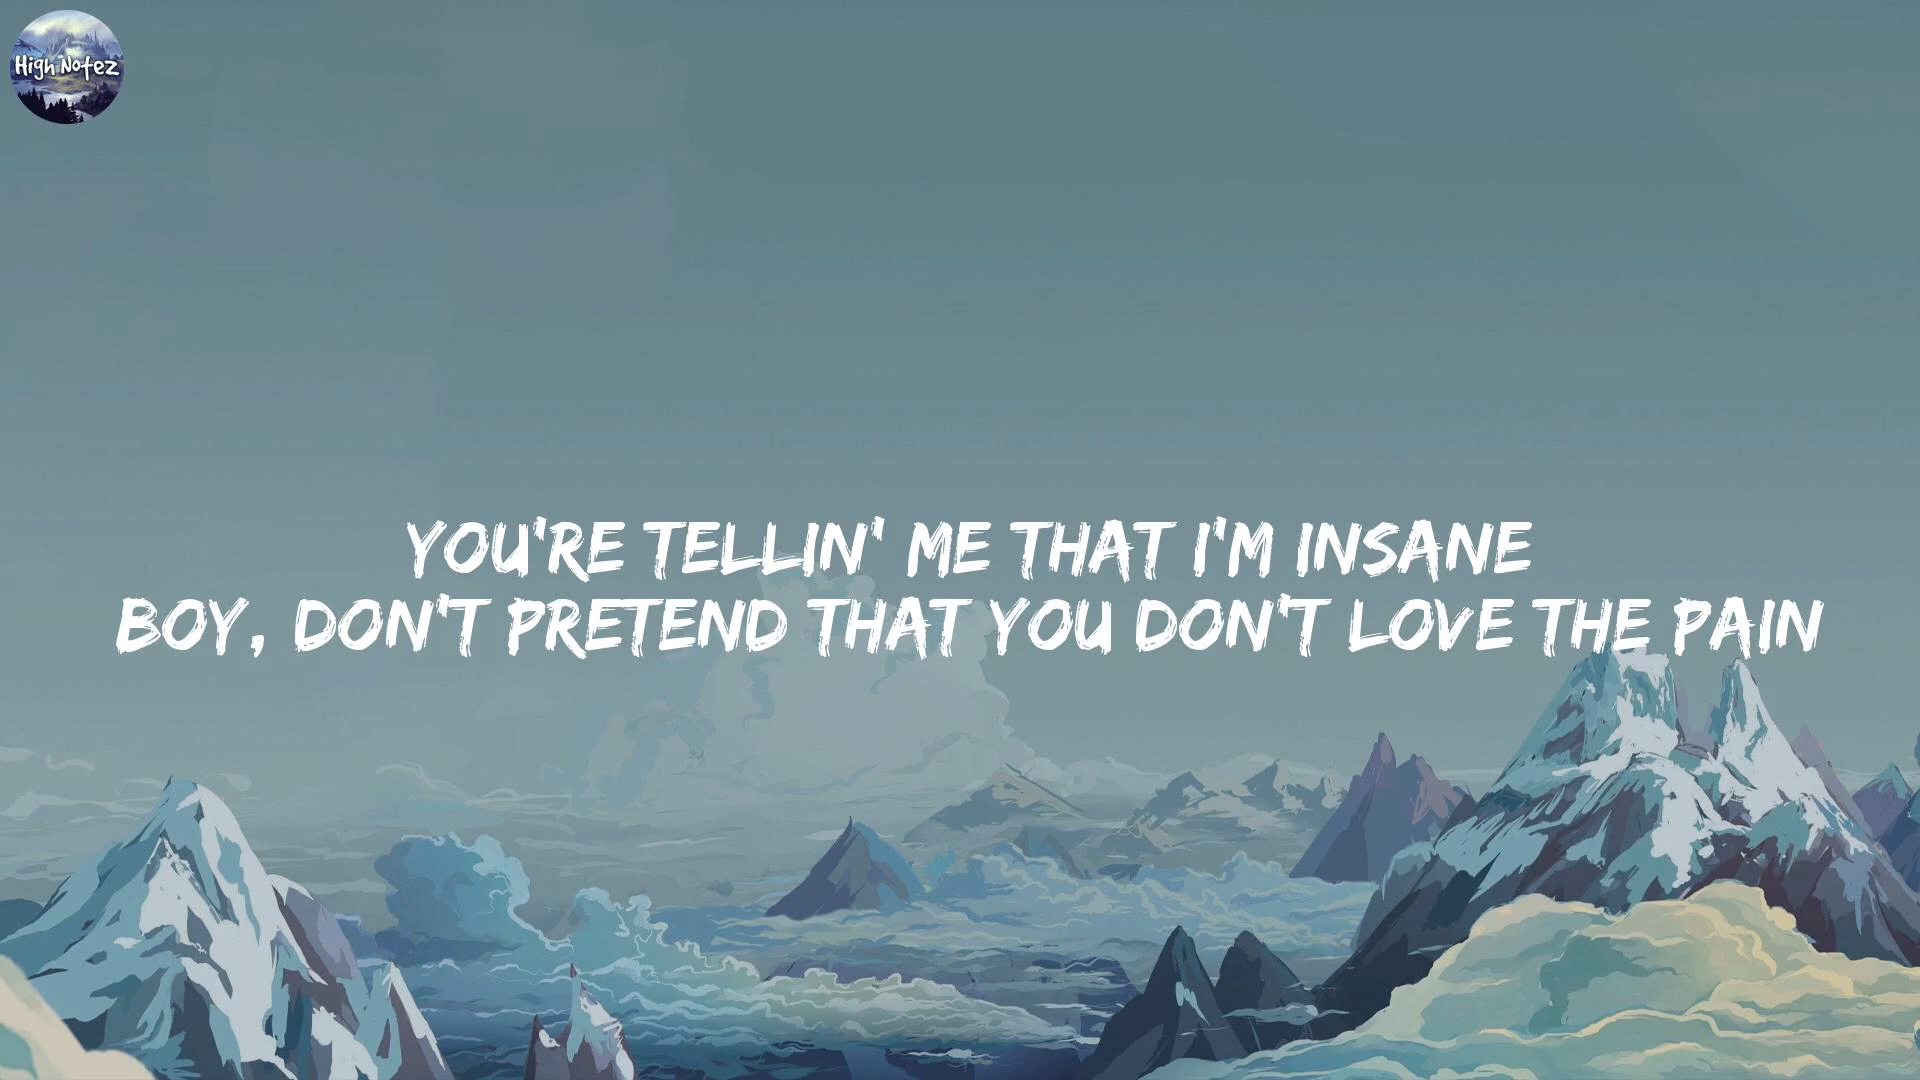 High Notez
YOU'RE TELLIN' ME THAT I'M INSANE
BOY, DON'T PRETEND THAT YOU DON'T LOVE THE PAIN